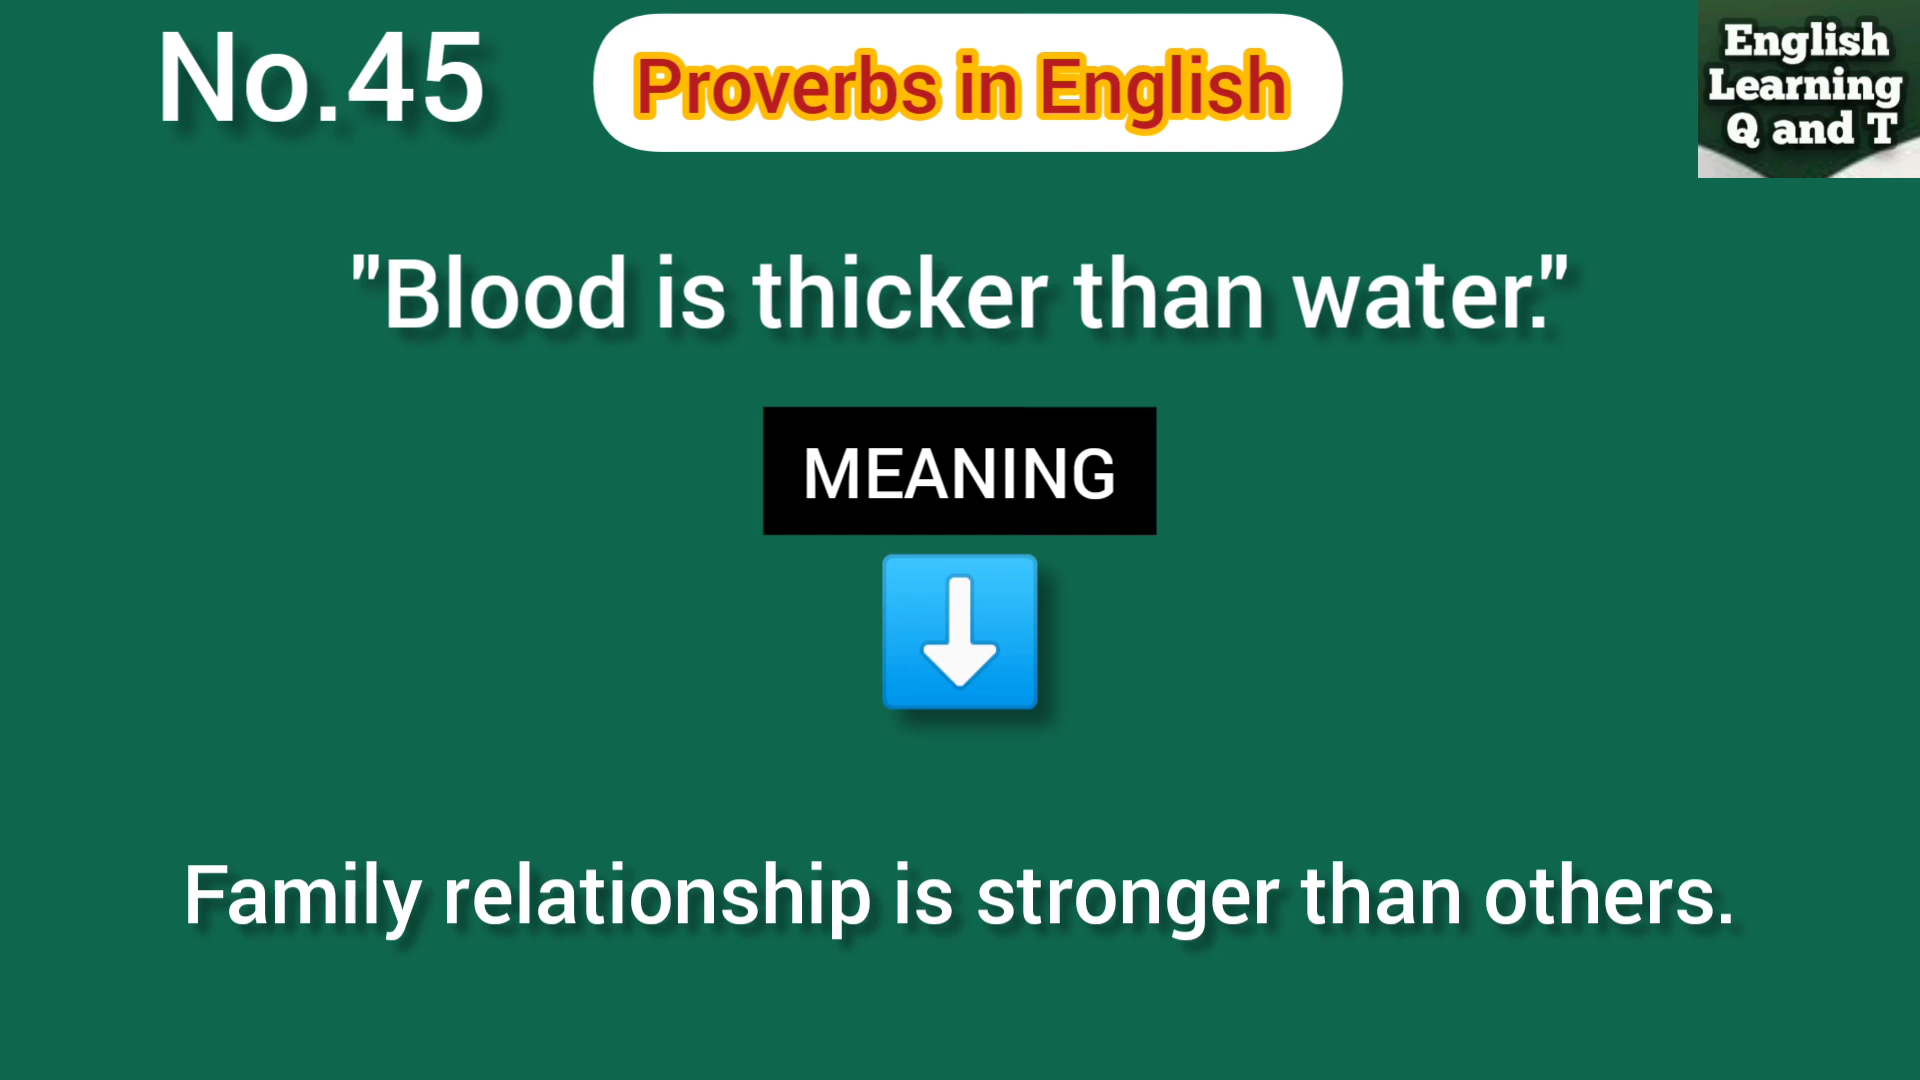 No.45
Proverbs in English
English
Learning
Q and T
"Blood is thicker than water."
MEANING
Family relationship is stronger than others.